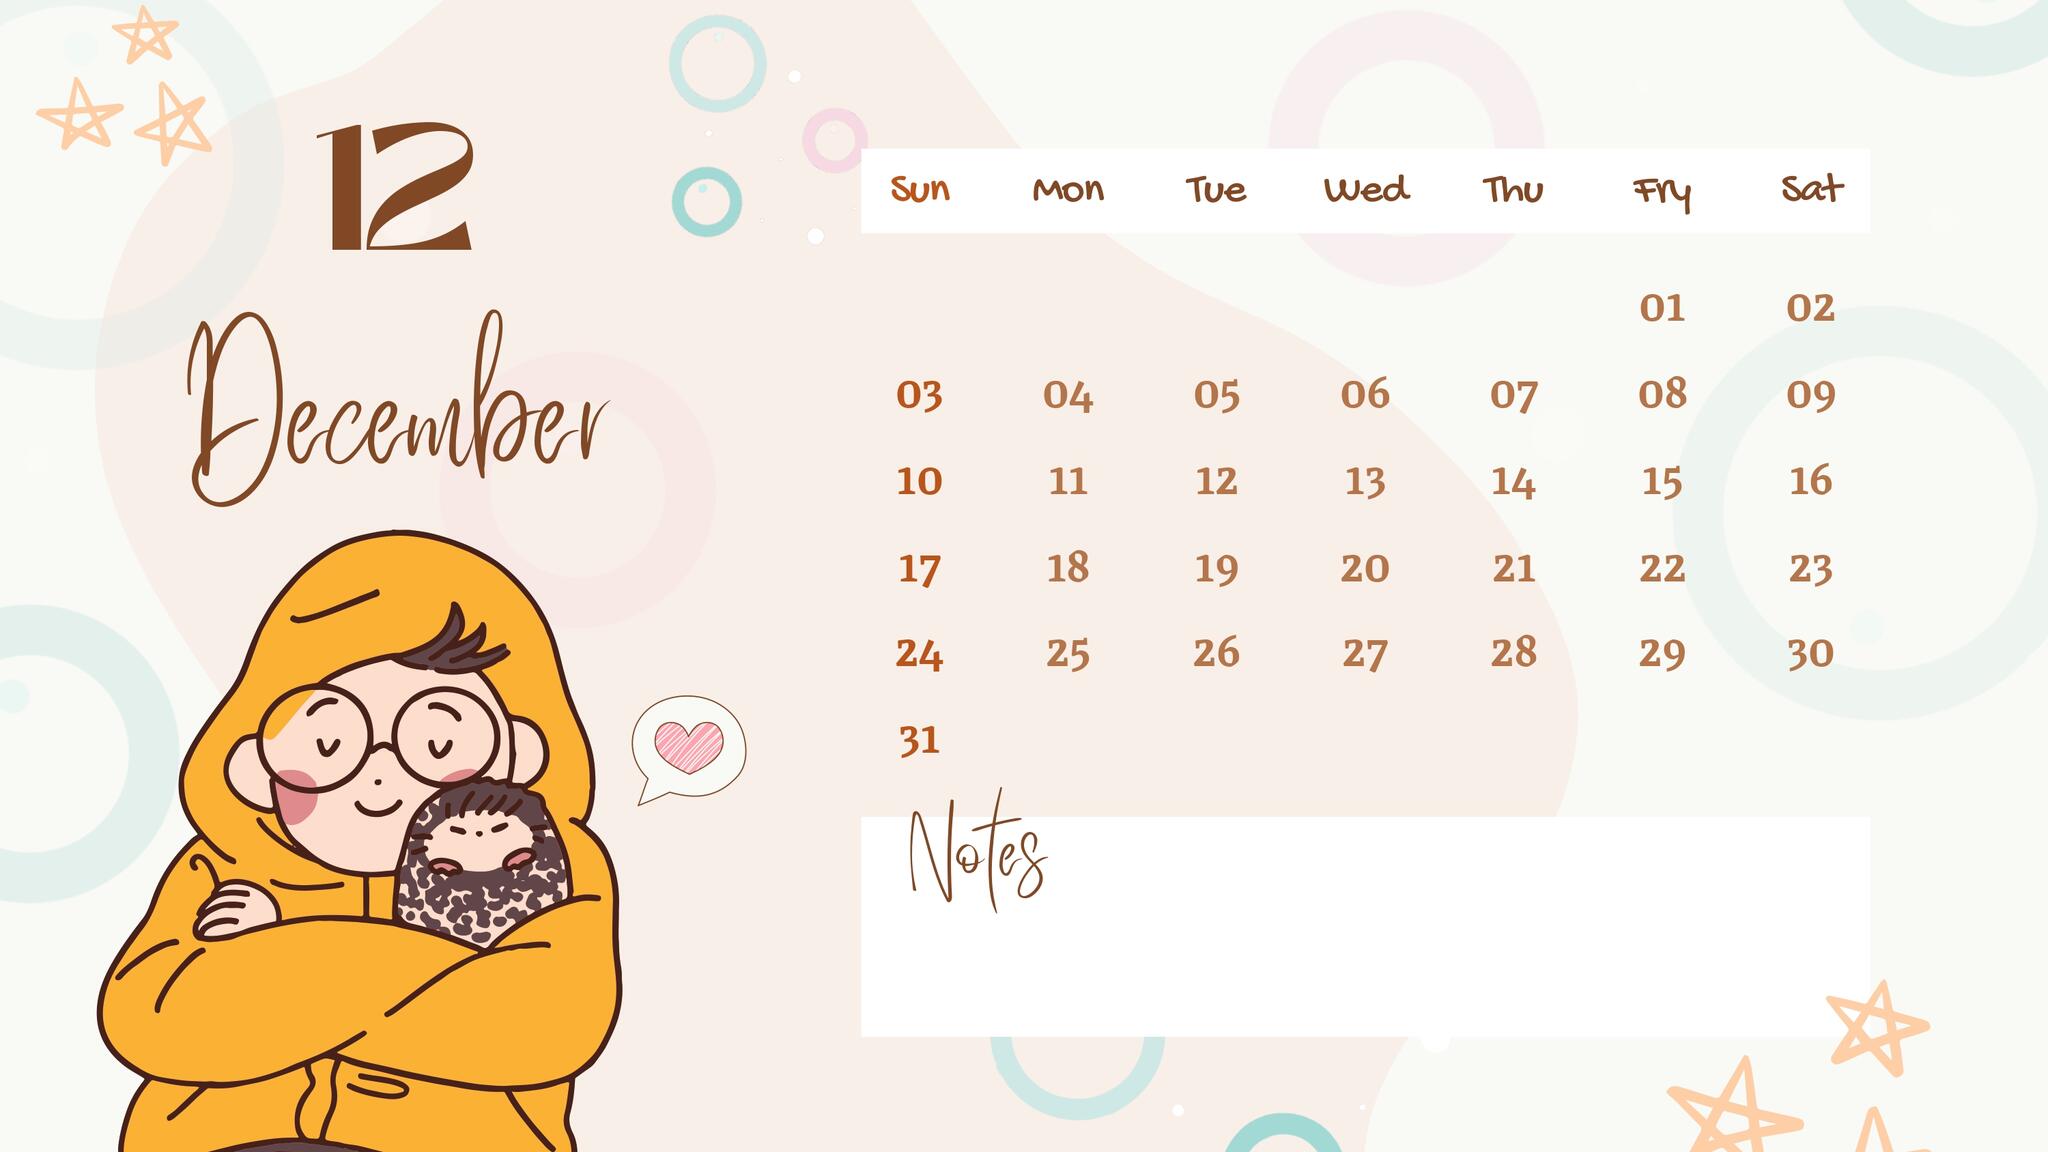 12
December
Sun Mon Tue Wed Thu Fry Sat
01 02
03 04 05 06 07 08 09
10 11 12 13 14 15 16
17 18 19 20 21 22 23
24 25 26 27 28 29 30
31
Notes